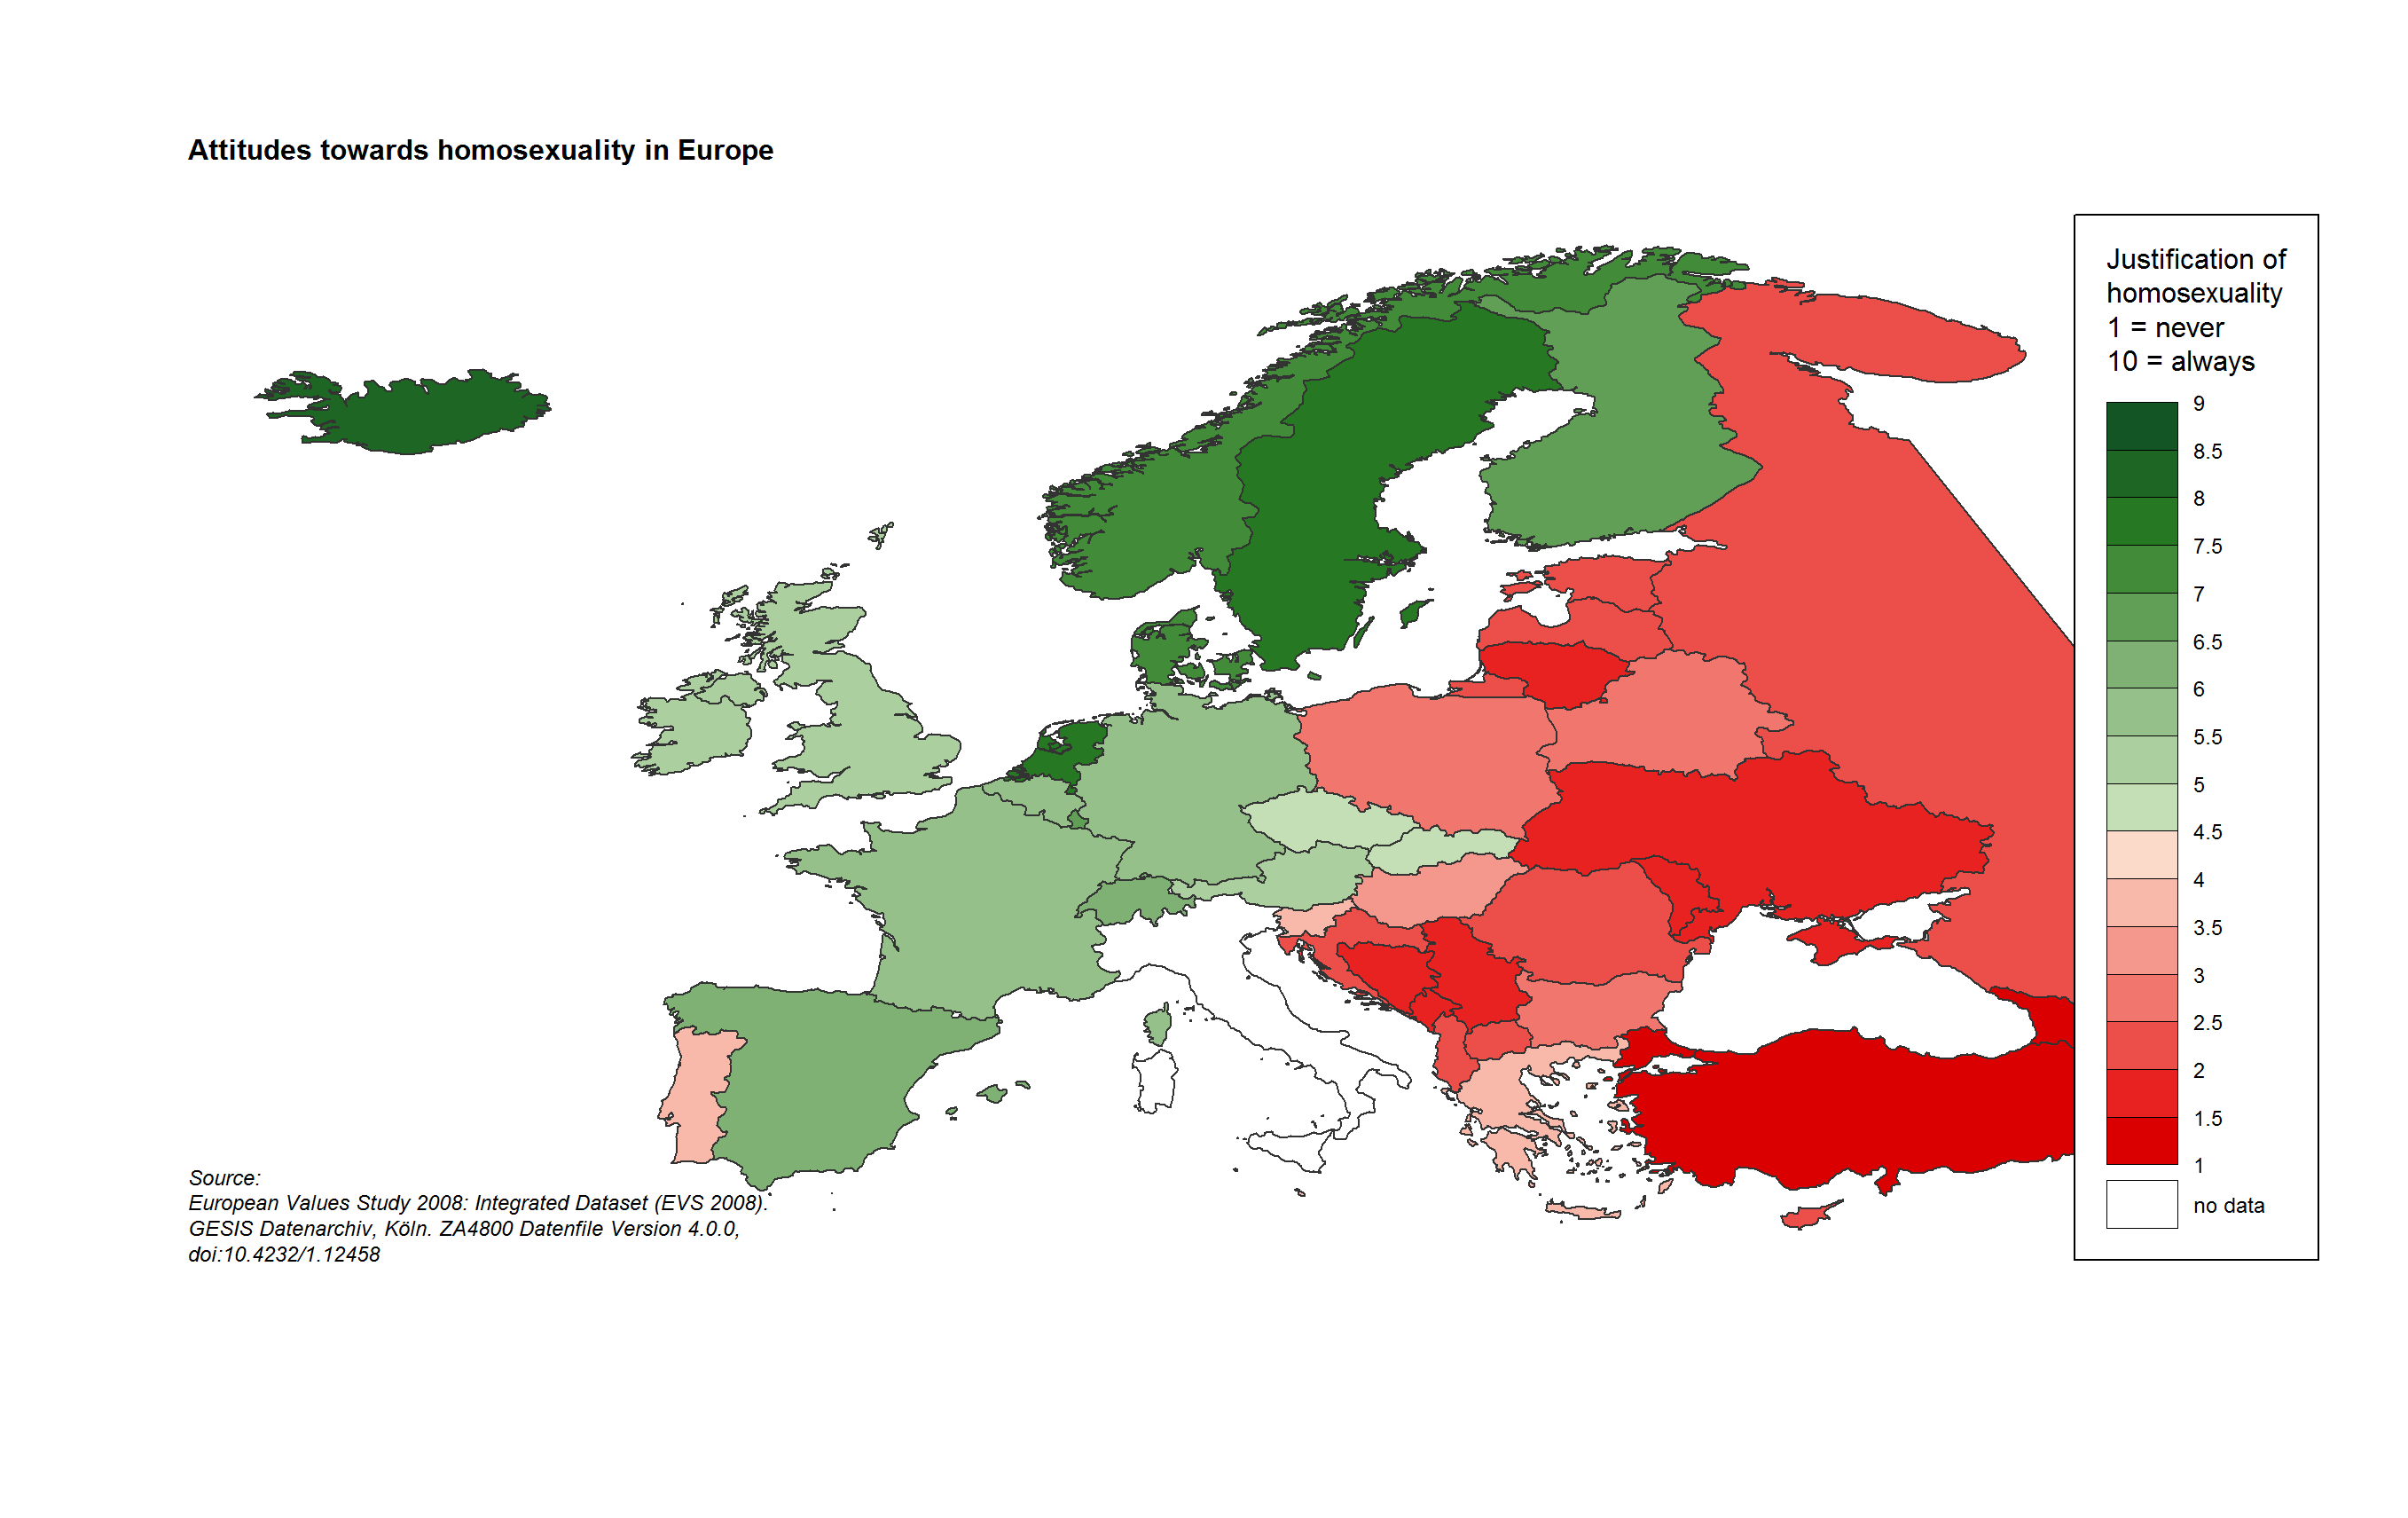 Attitudes towards homosexuality in Europe
Justification of
homosexuality
1 = never
10 = always
9
8.5
8
7.5
7
6.5
6
5.5
5
4.5
4
3.5
3
2.5
2
1.5
1
no data
Source:
European Values Study 2008: Integrated Dataset (EVS 2008).
GESIS Datenarchiv, Köln. ZA4800 Datenfile Version 4.0.0,
doi:10.4232/1.12458